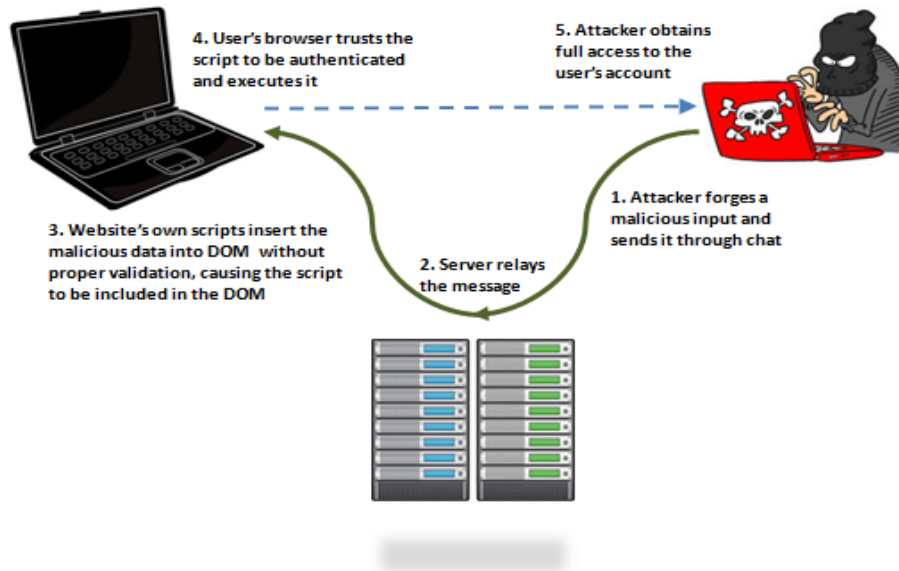 4. User's browser trusts the
script to be authenticated
and executes it
5. Attacker obtains
full access to the
user's account
1. Attacker forges a
malicious input and
sends it through chat
3. Website's own scripts insert the
malicious data into DOM without
proper validation, causing the script
to be included in the DOM
2. Server relays
the message